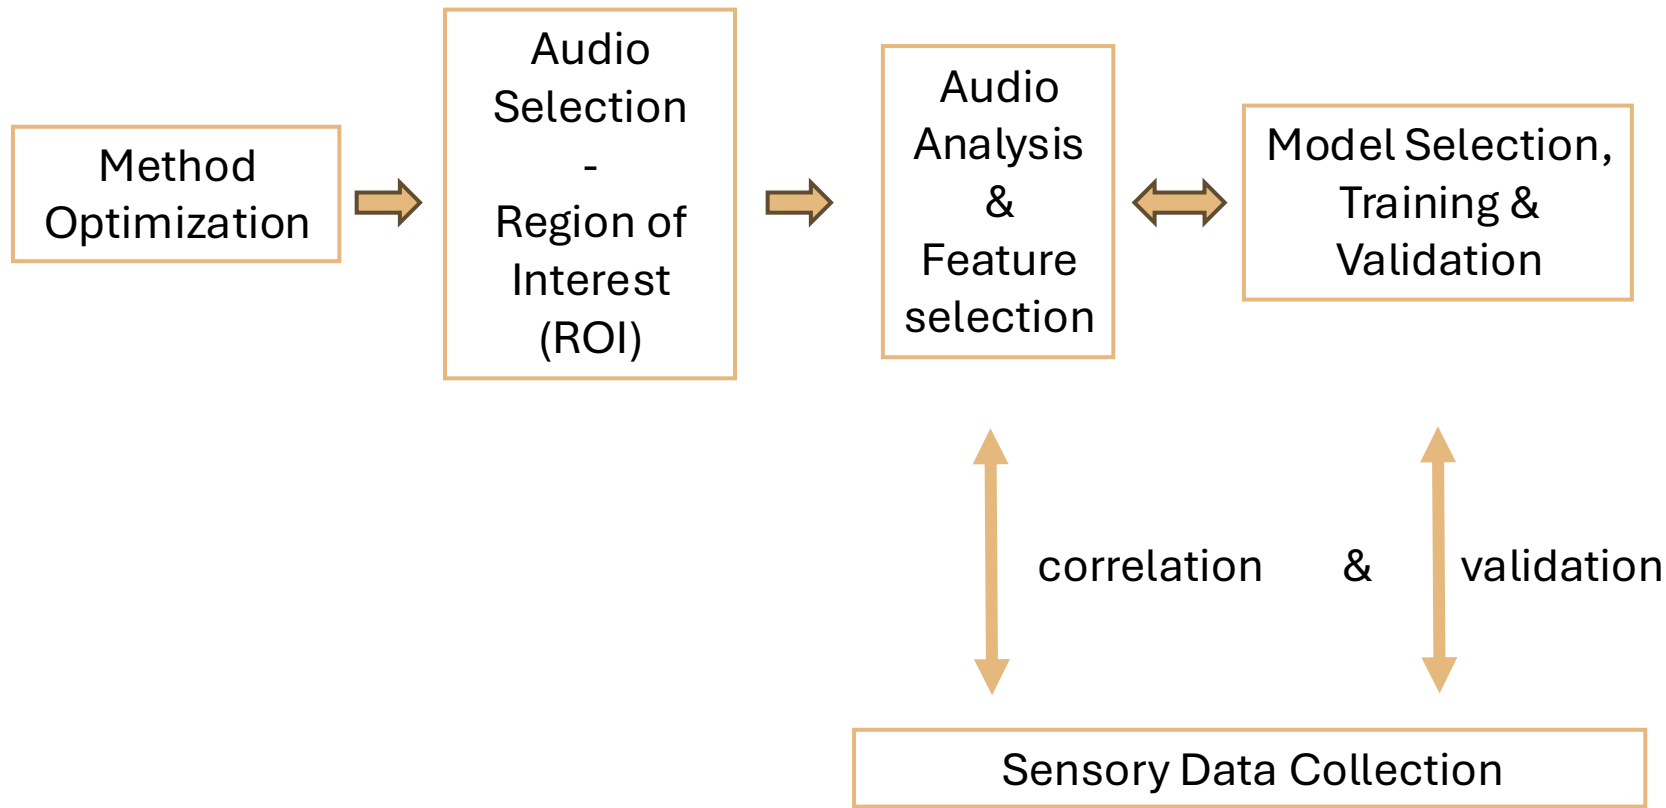 Method
Optimization
Audio
Selection
-
Region of
Interest
(ROI)
Audio
Analysis
&
Feature
selection
Model Selection,
Training &
Validation
correlation & validation
Sensory Data Collection